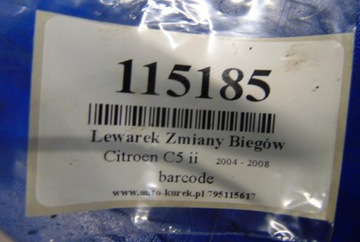 115185
Lewarek Zmiany Biegów
Citroen C5 ii 2004 - 2008
barcode
www.moto-kurek.pl 795115617